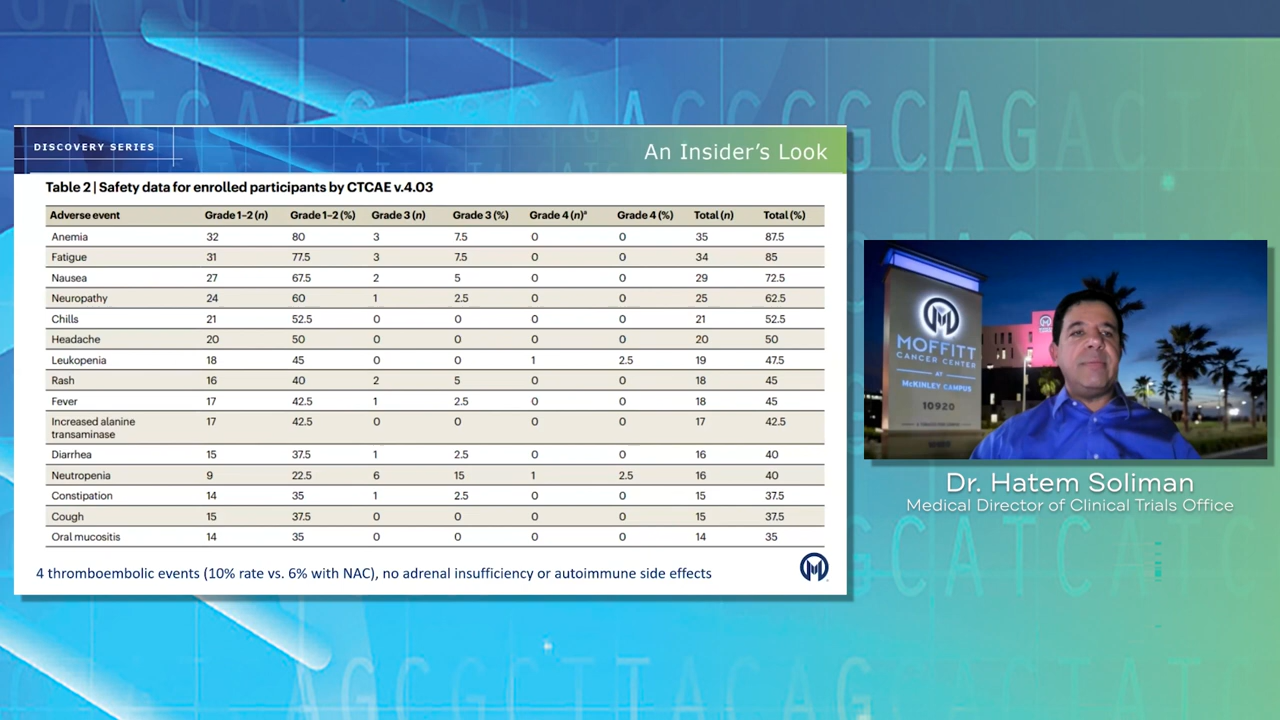 DISCOVERY SERIES
An Insider's Look
Table 2 | Safety data for enrolled participants by CTCAE v.4.03
Adverse event Grade 1–2 (n) Grade 1–2 (%) Grade 3 (n) Grade 3 (%) Grade 4 (n)ª Grade 4 (%) Total (n) Total (%)
Anemia 32 80 3 7.5 0 0 35 87.5
Fatigue 31 77.5 3 7.5 0 0 34 85
Nausea 27 67.5 2 5 0 0 29 72.5
Neuropathy 24 60 1 2.5 0 0 25 62.5
Chills 21 52.5 0 0 0 0 21 52.5
Headache 20 50 0 0 0 0 20 50
Leukopenia 18 45 0 0 1 2.5 19 47.5
Rash 16 40 2 5 0 0 18 45
Fever 17 42.5 1 2.5 0 0 18 45
Increased alanine transaminase 17 42.5 0 0 0 0 17 42.5
Diarrhea 15 37.5 1 2.5 0 0 16 40
Neutropenia 9 22.5 6 15 1 2.5 16 40
Constipation 14 35 1 2.5 0 0 15 37.5
Cough 15 37.5 0 0 0 0 15 37.5
Oral mucositis 14 35 0 0 0 0 14 35
4 thromboembolic events (10% rate vs. 6% with NAC), no adrenal insufficiency or autoimmune side effects
MOFFITT
CANCER CENTER
AT
McKINLEY CAMPUS
10920
Dr. Hatem Soliman
Medical Director of Clinical Trials Office
GCAG
CATC
AGCGCTTACAG